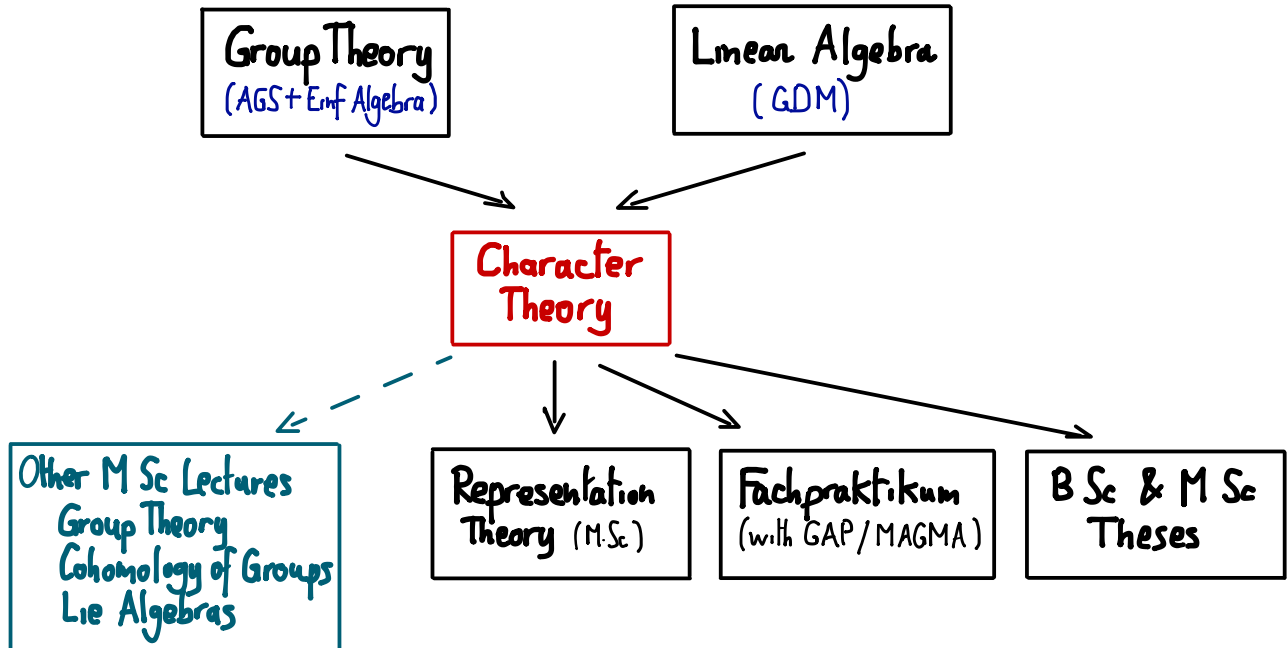 Group Theory
(AGS + Einf Algebra)
Linear Algebra
(GDM)
Character
Theory
Other M Sc Lectures
Group Theory
Cohomology of Groups
Lie Algebras
Representation
Theory (M.Sc)
Fachpraktikum
(with GAP/MAGMA)
B Sc & M Sc
Theses